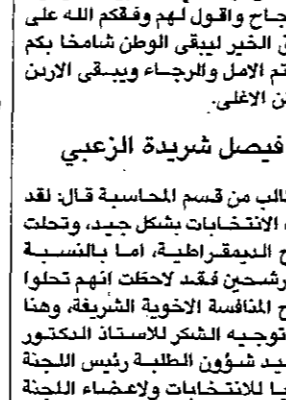 جاح واقول لهم وفقكم الله على
ق الخير ليبقى الوطن شامخا بكم
تم الامل والرجاء ويبقى الاردن
ن الاغلى.
فيصل شريدة الزعبي
الب من قسم المحاسبة قال: لقد
الانتخابات بشكل جيد، وتحلت
ح الديمقراطية، اما بالنسبة
رشحين فقد لاحظت انهم تحلوا
ح المنافسة الاخوية الشريفة، وهنا
توجيه الشكر للاستاذ الدكتور
يد شؤون الطلبة رئيس اللجنة
يا للانتخابات ولاعضاء اللجنة